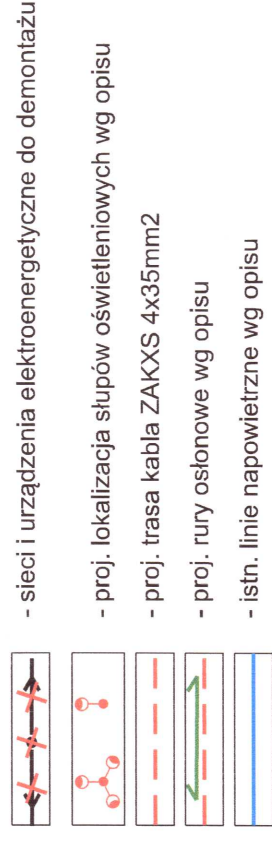 - sieci i urządzenia elektroenergetyczne do demontażu
- proj. lokalizacja słupów oświetleniowych wg opisu
- proj. trasa kabla ZAKXS 4x35mm2
- proj. rury osłonowe wg opisu
- istn. linie napowietrzne wg opisu